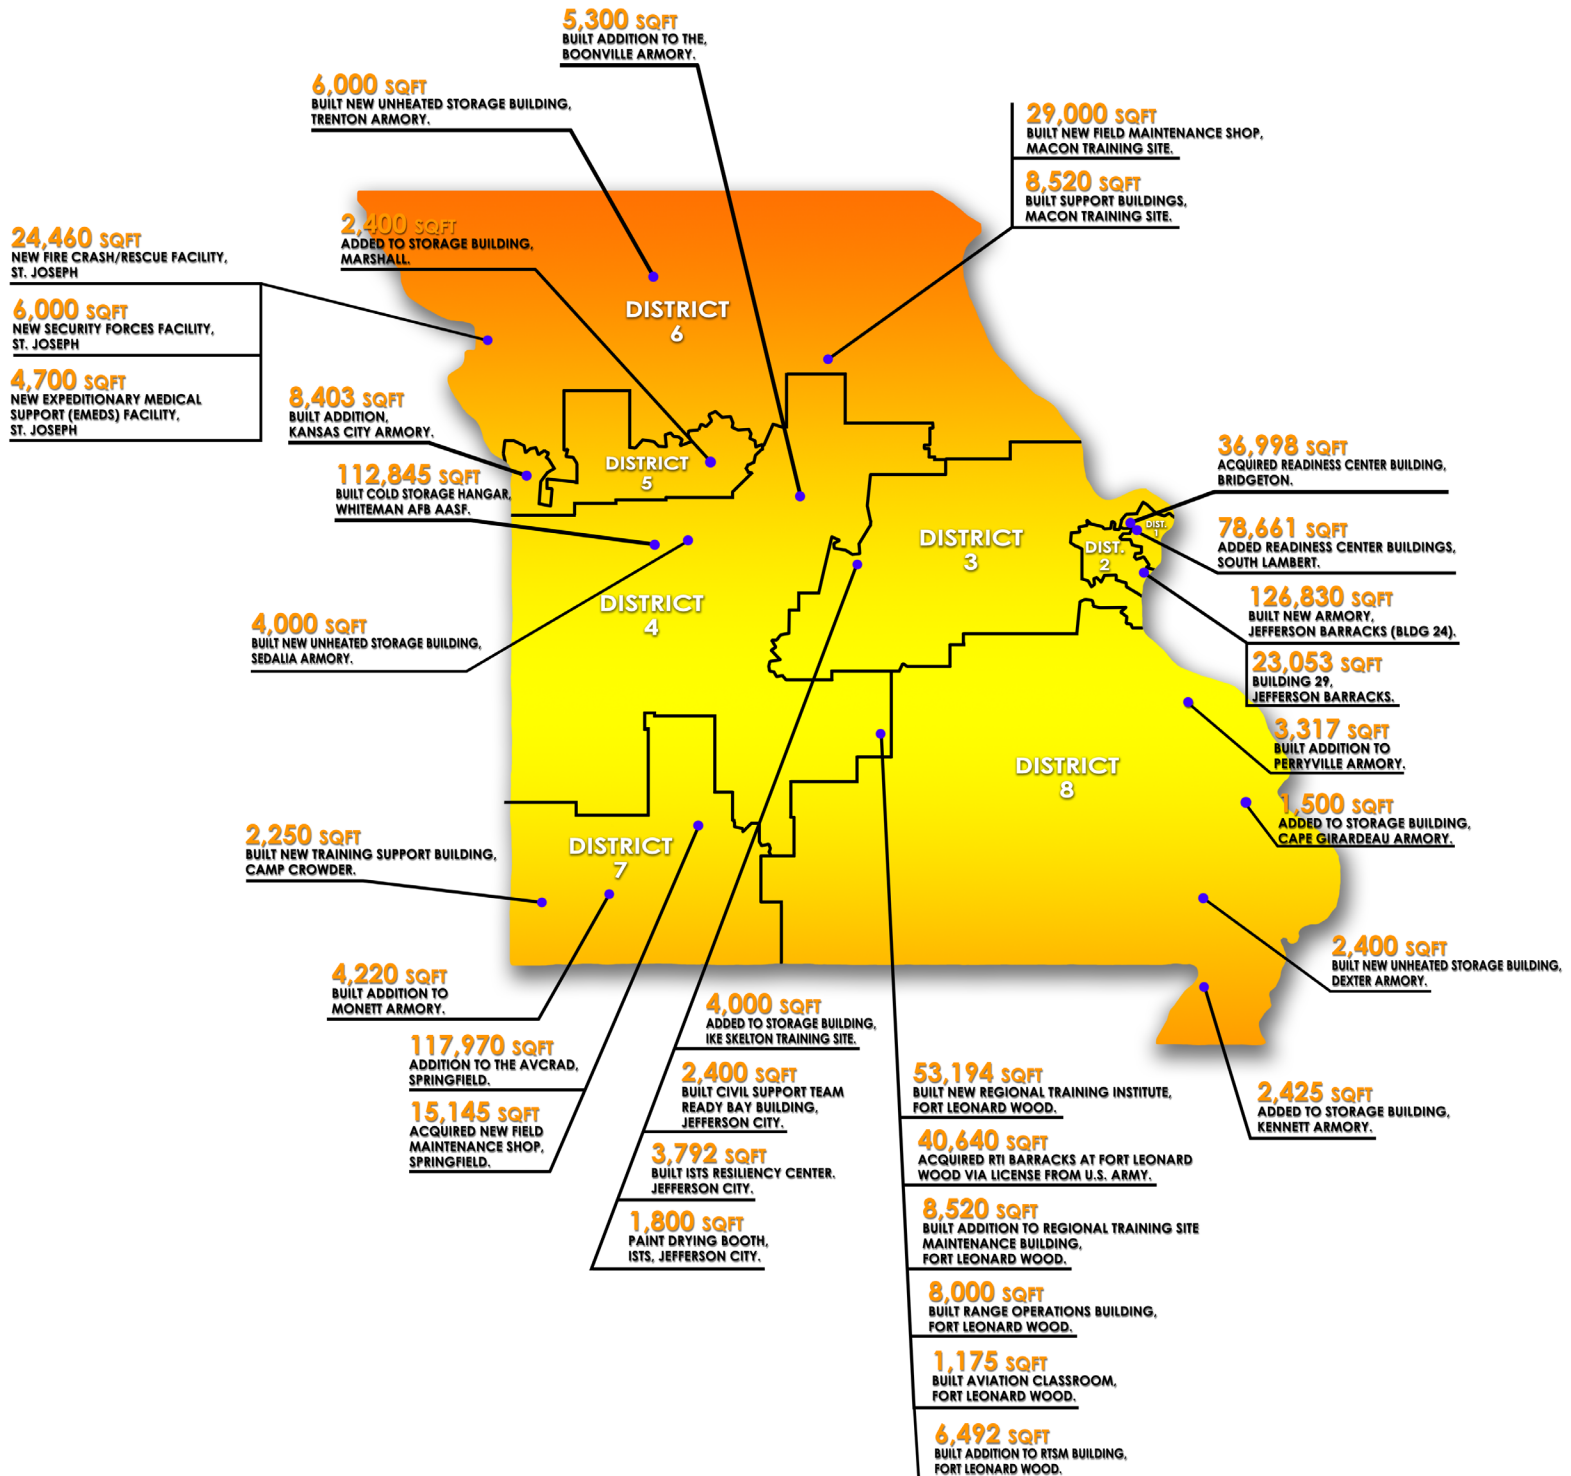 5,300 SQFT
BUILT ADDITION TO THE,
BOONVILLE ARMORY.
6,000 SQFT
BUILT NEW UNHEATED STORAGE BUILDING,
TRENTON ARMORY.
29,000 SQFT
BUILT NEW FIELD MAINTENANCE SHOP,
MACON TRAINING SITE.
8,520 SQFT
BUILT SUPPORT BUILDINGS,
MACON TRAINING SITE.
2,400 SQFT
ADDED TO STORAGE BUILDING,
MARSHALL.
24,460 SQFT
NEW FIRE CRASH/RESCUE FACILITY,
ST. JOSEPH
6,000 SQFT
NEW SECURITY FORCES FACILITY,
ST. JOSEPH
4,700 SQFT
NEW EXPEDITIONARY MEDICAL
SUPPORT (EMEDS) FACILITY,
ST. JOSEPH
DISTRICT
6
8,403 SQFT
BUILT ADDITION,
KANSAS CITY ARMORY.
112,845 SQFT
BUILT COLD STORAGE HANGAR,
WHITEMAN AFB AASF.
DISTRICT
5
36,998 SQFT
ACQUIRED READINESS CENTER BUILDING,
BRIDGETON.
78,661 SQFT
ADDED READINESS CENTER BUILDINGS,
SOUTH LAMBERT.
DIST.
1
DIST.
2
DISTRICT
3
DISTRICT
4
4,000 SQFT
BUILT NEW UNHEATED STORAGE BUILDING,
SEDALIA ARMORY.
126,830 SQFT
BUILT NEW ARMORY,
JEFFERSON BARRACKS (BLDG 24).
23,053 SQFT
BUILDING 29,
JEFFERSON BARRACKS.
3,317 SQFT
BUILT ADDITION TO
PERRYVILLE ARMORY.
DISTRICT
8
1,500 SQFT
ADDED TO STORAGE BUILDING,
CAPE GIRARDEAU ARMORY.
2,250 SQFT
BUILT NEW TRAINING SUPPORT BUILDING,
CAMP CROWDER.
DISTRICT
7
2,400 SQFT
BUILT NEW UNHEATED STORAGE BUILDING,
DEXTER ARMORY.
4,220 SQFT
BUILT ADDITION TO
MONETT ARMORY.
117,970 SQFT
ADDITION TO THE AVCRAD,
SPRINGFIELD.
15,145 SQFT
ACQUIRED NEW FIELD
MAINTENANCE SHOP,
SPRINGFIELD.
4,000 SQFT
ADDED TO STORAGE BUILDING,
IKE SKELTON TRAINING SITE.
2,400 SQFT
BUILT CIVIL SUPPORT TEAM
READY BAY BUILDING,
JEFFERSON CITY.
3,792 SQFT
BUILT ISTS RESILIENCY CENTER.
JEFFERSON CITY.
1,800 SQFT
PAINT DRYING BOOTH,
ISTS, JEFFERSON CITY.
53,194 SQFT
BUILT NEW REGIONAL TRAINING INSTITUTE,
FORT LEONARD WOOD.
40,640 SQFT
ACQUIRED RTI BARRACKS AT FORT LEONARD
WOOD VIA LICENSE FROM U.S. ARMY.
8,520 SQFT
BUILT ADDITION TO REGIONAL TRAINING SITE
MAINTENANCE BUILDING,
FORT LEONARD WOOD.
8,000 SQFT
BUILT RANGE OPERATIONS BUILDING,
FORT LEONARD WOOD.
1,175 SQFT
BUILT AVIATION CLASSROOM,
FORT LEONARD WOOD.
6,492 SQFT
BUILT ADDITION TO RTSM BUILDING,
FORT LEONARD WOOD.
2,425 SQFT
ADDED TO STORAGE BUILDING,
KENNETT ARMORY.